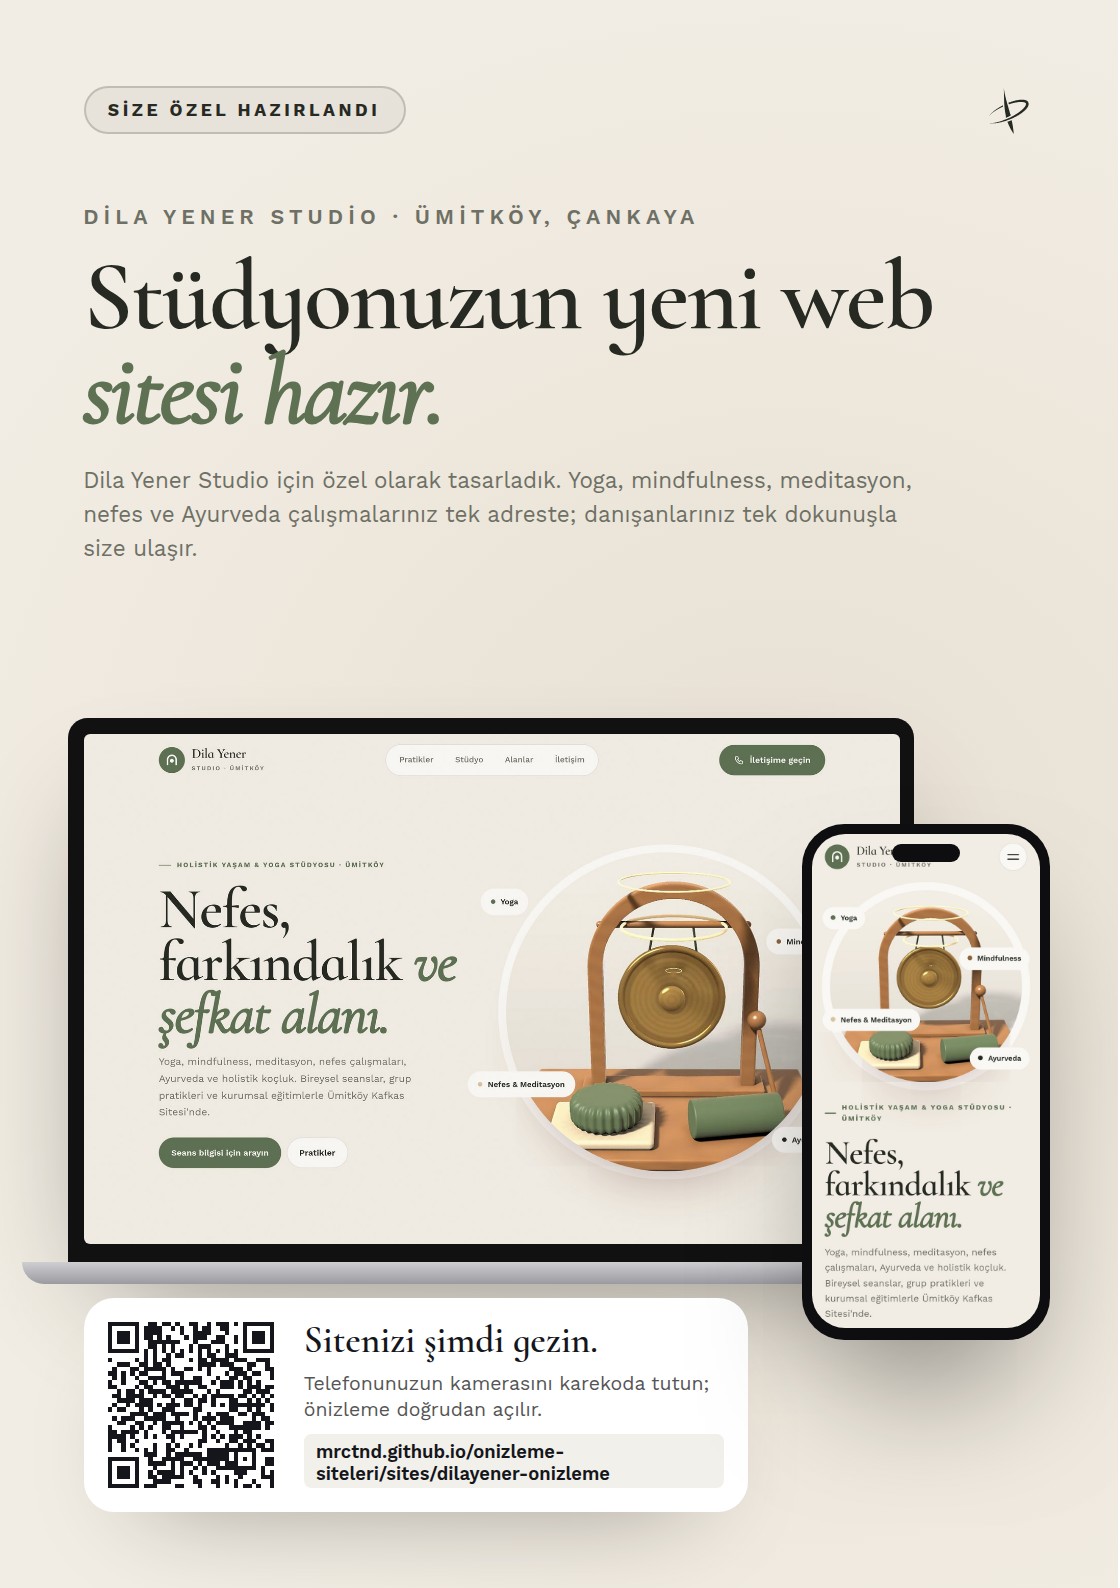 SİZE ÖZEL HAZIRLANDI
DİLA YENER STUDİO · ÜMİTKÖY, ÇANKAYA
Stüdyonuzun yeni web
sitesi hazır.
Dila Yener Studio için özel olarak tasarladık. Yoga, mindfulness, meditasyon,
nefes ve Ayurveda çalışmalarınız tek adreste; danışanlarınız tek dokunuşla
size ulaşır.
Dila Yener
STUDIO · ÜMİTKÖY
Pratikler Stüdyo Alanlar İletişim
İletişime geçin
HOLİSTİK YAŞAM & YOGA STÜDYOSU · ÜMİTKÖY
Nefes,
farkındalık ve
şefkat alanı.
Yoga, mindfulness, meditasyon, nefes çalışmaları,
Ayurveda ve holistik koçluk. Bireysel seanslar, grup
pratikleri ve kurumsal eğitimlerle Ümitköy Kafkas
Sitesi'nde.
Seans bilgisi için arayın
Pratikler
Yoga
Nefes & Meditasyon
STUDIO · ÜMİTKÖY
Yoga
Mindfulness
Nefes & Meditasyon
Ayurveda
HOLİSTİK YAŞAM & YOGA STÜDYOSU ·
ÜMİTKÖY
Nefes,
farkındalık ve
şefkat alanı.
Yoga, mindfulness, meditasyon, nefes
çalışmaları, Ayurveda ve holistik koçluk.
Bireysel seanslar, grup pratikleri ve
kurumsal eğitimlerle Ümitköy Kafkas
Sitesi'nde.
Sitenizi şimdi gezin.
Telefonunuzun kamerasını karekoda tutun;
önizleme doğrudan açılır.
mrctnd.github.io/onizleme-
siteleri/sites/dilayener-onizleme